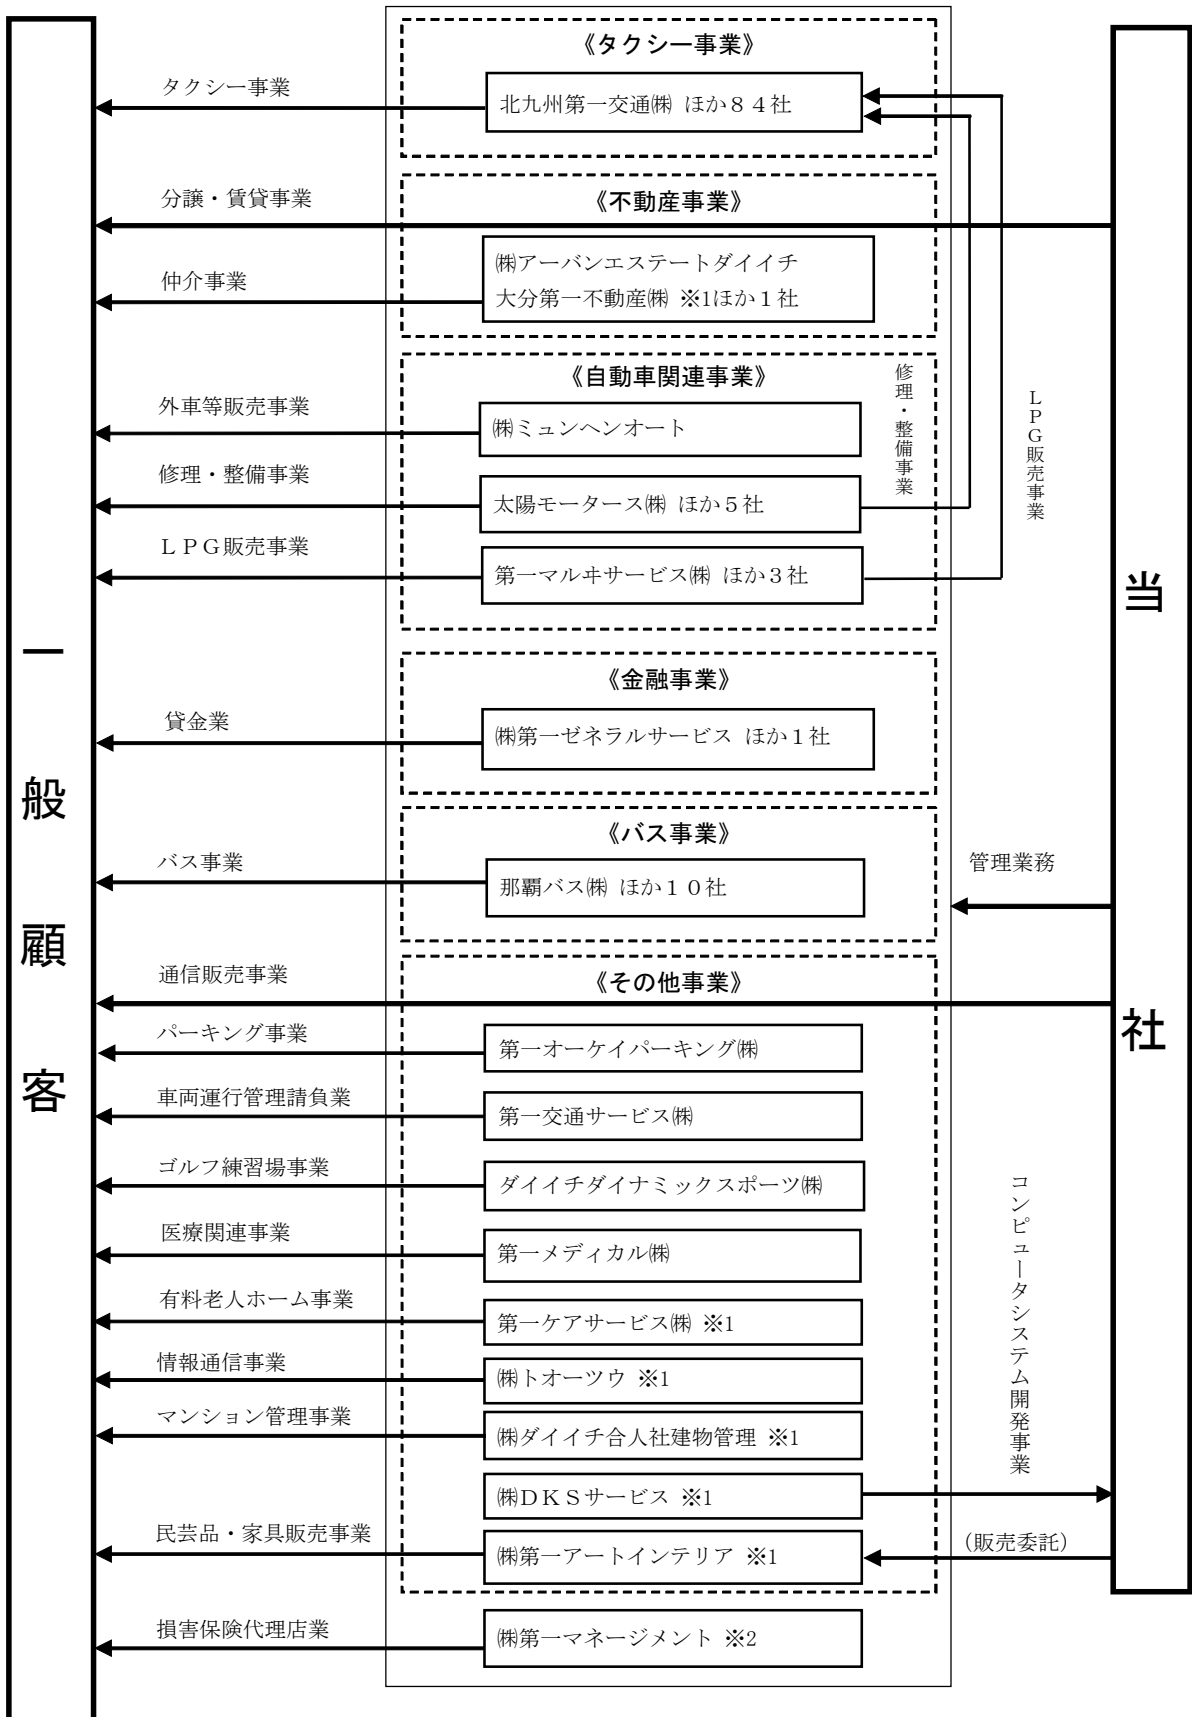 一般顧客
当社
《タクシー事業》
タクシー事業
北九州第一交通㈱ ほか８４社
《不動産事業》
分譲・賃貸事業
仲介事業
㈱アーバンエステートダイイチ
大分第一不動産㈱ ※1ほか１社
《自動車関連事業》
修理・整備事業
LPG販売事業
外車等販売事業
㈱ミュンヘンオート
修理・整備事業
太陽モータース㈱ ほか５社
ＬＰＧ販売事業
第一マルヰサービス㈱ ほか３社
《金融事業》
貸金業
㈱第一ゼネラルサービス ほか１社
《バス事業》
バス事業
那覇バス㈱ ほか１０社
管理業務
《その他事業》
通信販売事業
パーキング事業
第一オーケイパーキング㈱
車両運行管理請負業
第一交通サービス㈱
ゴルフ練習場事業
ダイイチダイナミックスポーツ㈱
コンピュータシステム開発事業
医療関連事業
第一メディカル㈱
有料老人ホーム事業
第一ケアサービス㈱ ※1
情報通信事業
㈱トオーツウ ※1
マンション管理事業
㈱ダイイチ合人社建物管理 ※1
㈱ＤＫＳサービス ※1
民芸品・家具販売事業
㈱第一アートインテリア ※1
（販売委託）
損害保険代理店業
㈱第一マネージメント ※2